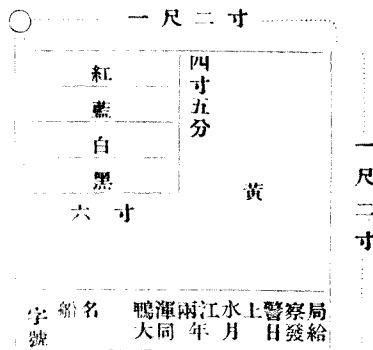 一尺二寸
四寸五分
紅
藍
白
黑
黃
六寸
一尺二寸
船名
字號
鴨渾兩江水上警察局
大同年月日發給